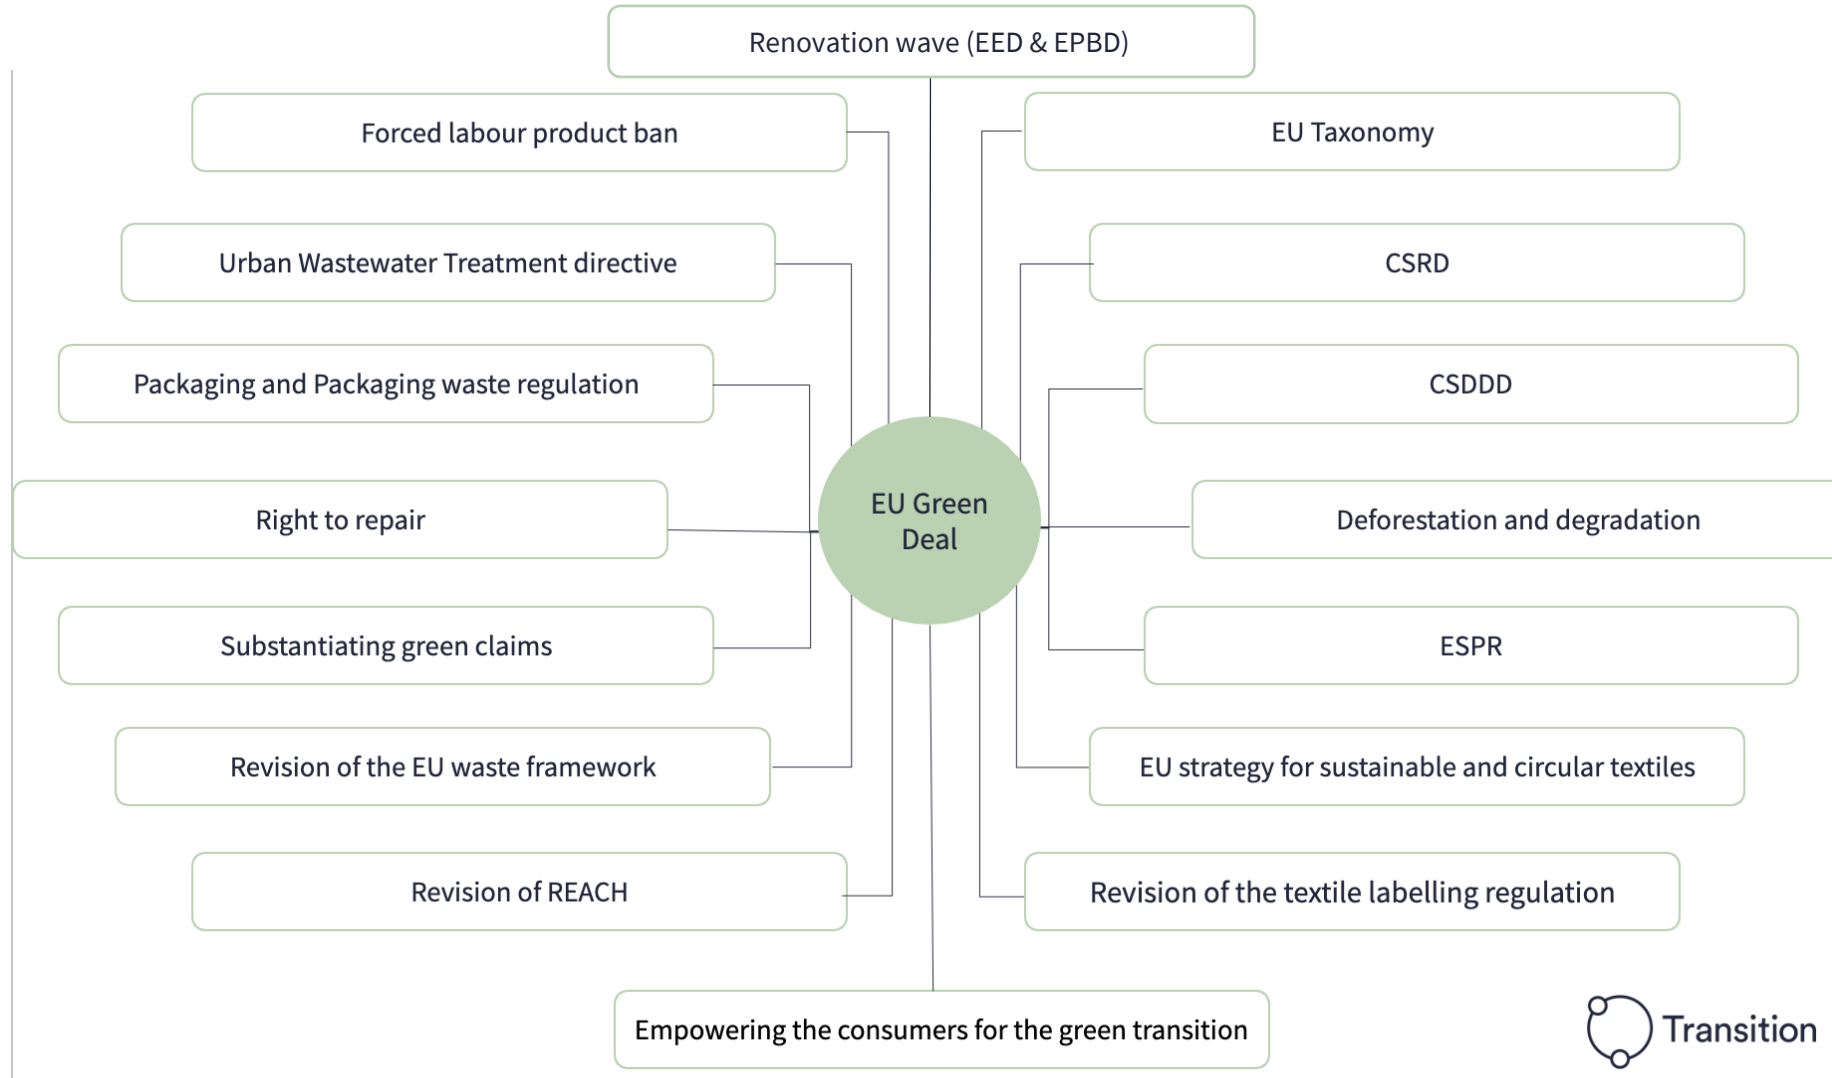 Renovation wave (EED & EPBD)
Forced labour product ban
EU Taxonomy
Urban Wastewater Treatment directive
CSRD
Packaging and Packaging waste regulation
CSDDD
EU Green
Deal
Right to repair
Deforestation and degradation
Substantiating green claims
ESPR
Revision of the EU waste framework
EU strategy for sustainable and circular textiles
Revision of REACH
Revision of the textile labelling regulation
Empowering the consumers for the green transition
Transition